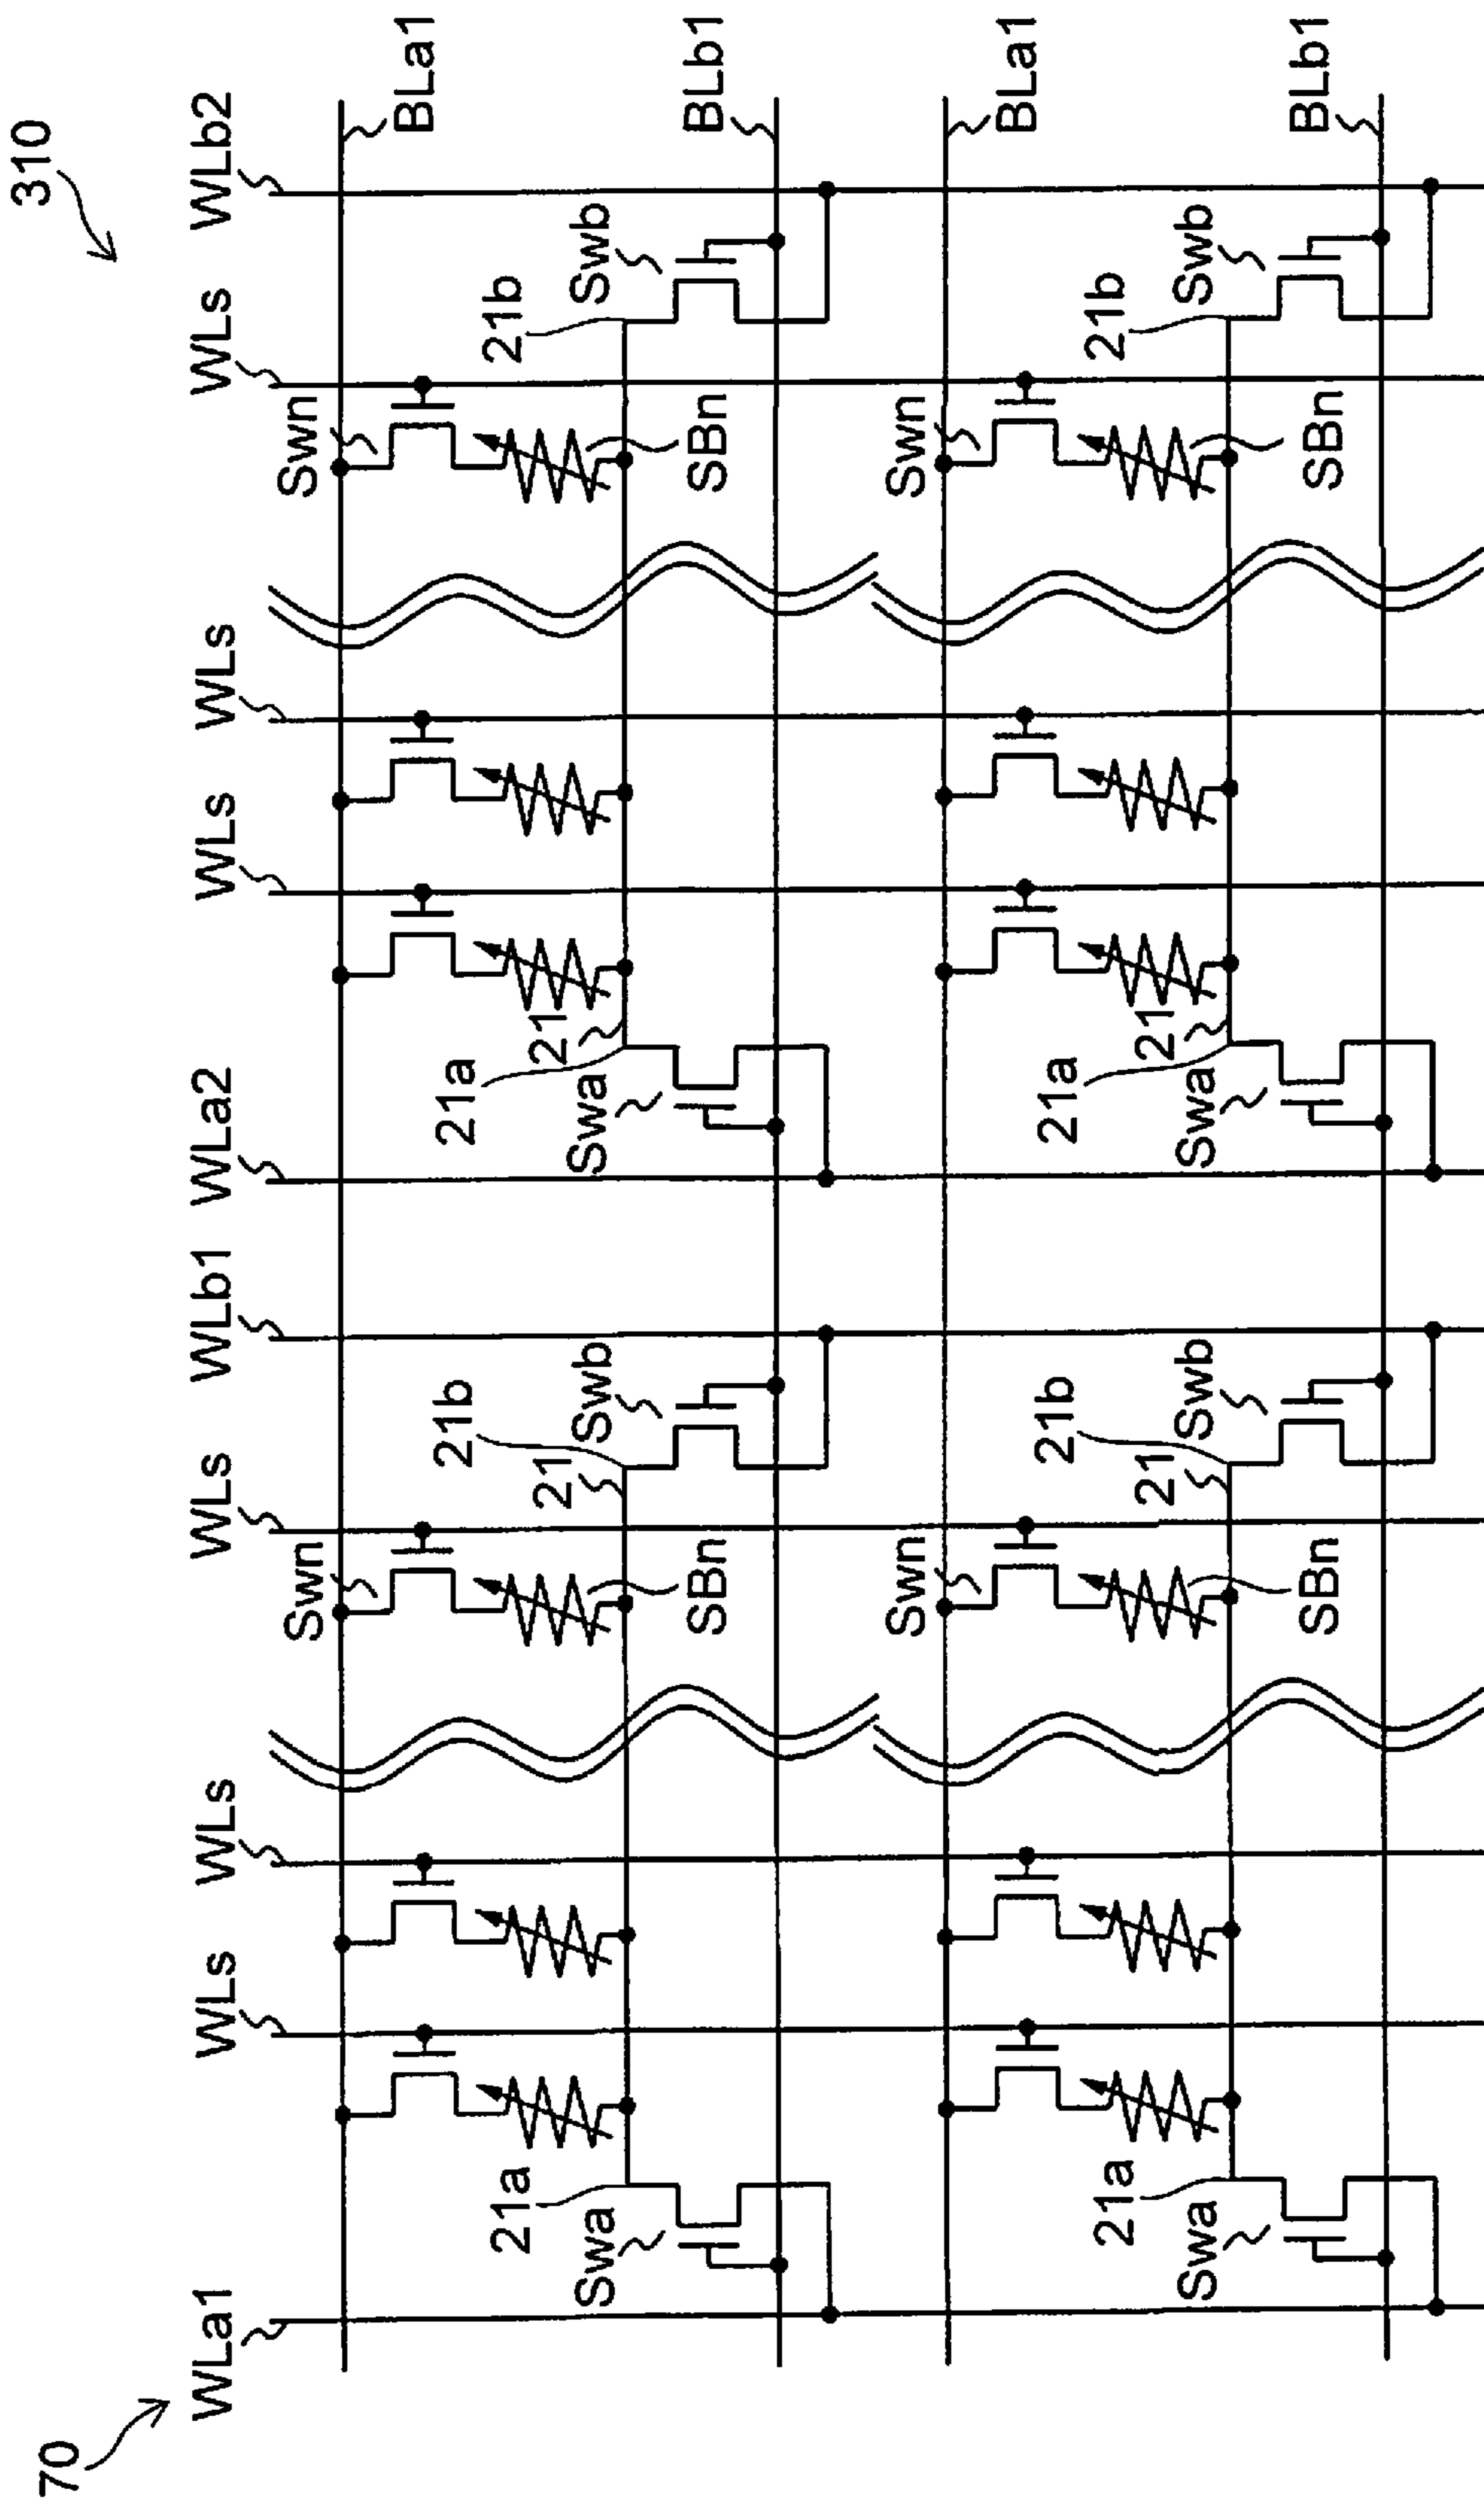 310
70
WLa1 WLs WLs WLs WLb1 WLa2 WLs WLs WLs WLb2
Swn Swn
BLa1
21a 21b 21a 21b
21 21
Swa Swb Swa Swb
SBn SBn BLb1
Swn Swn
BLa1
21a 21b 21a 21b
21 21
Swa Swb Swa Swb
SBn SBn BLb1